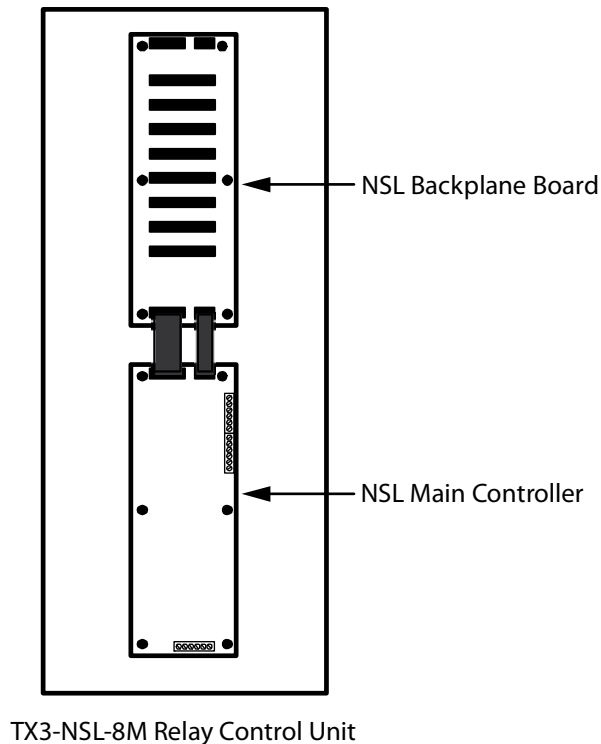 NSL Backplane Board
NSL Main Controller
TX3-NSL-8M Relay Control Unit